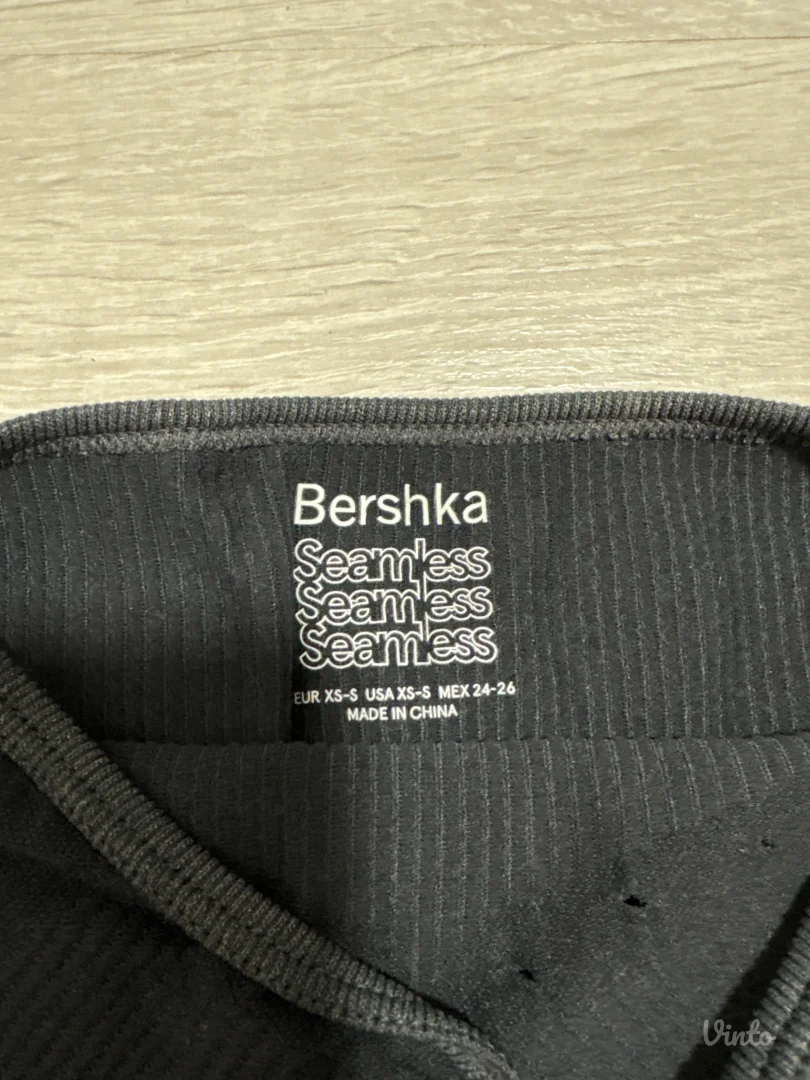 Bershka
Seamless
Seamless
Seamless
EUR XS-S USA XS-S MEX 24-26
MADE IN CHINA
Vinto